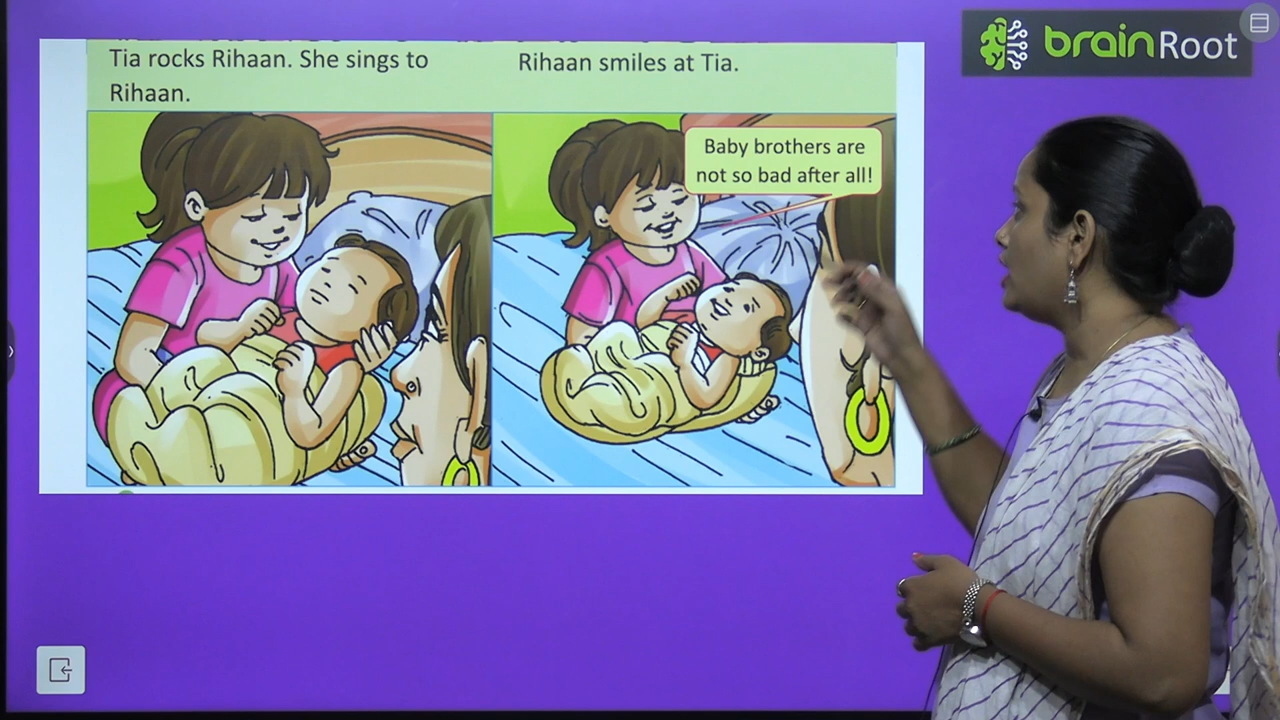 Tia rocks Rihaan. She sings to
Rihaan.
Rihaan smiles at Tia.
Baby brothers are
not so bad after all!
brainRoot